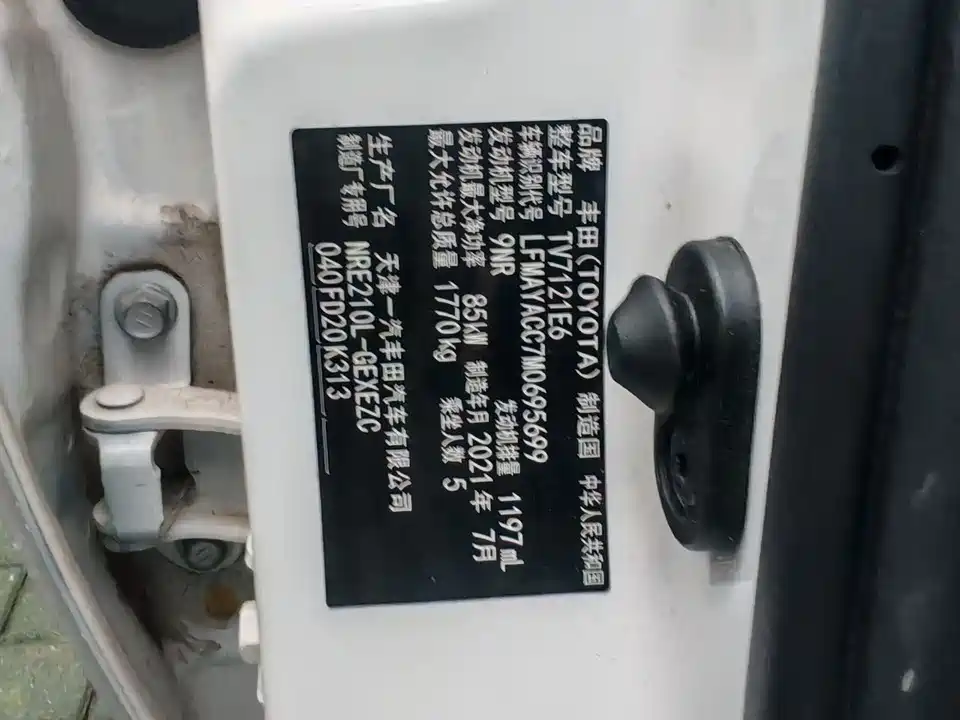 品牌 丰田(TOYOTA) 制造国 中华人民共和国
整车型号 TV7121E6
车辆识别代号 LFMAYACC7M0695699
发动机型号 9NR 发动机排量 1197mL
发动机最大净功率 85kW 制造年月 2021年 7月
最大允许总质量 1770kg 乘坐人数 5
生产厂名 天津一汽丰田汽车有限公司
制造厂专用号 NRE210L-GEXEZC
040FD20K313